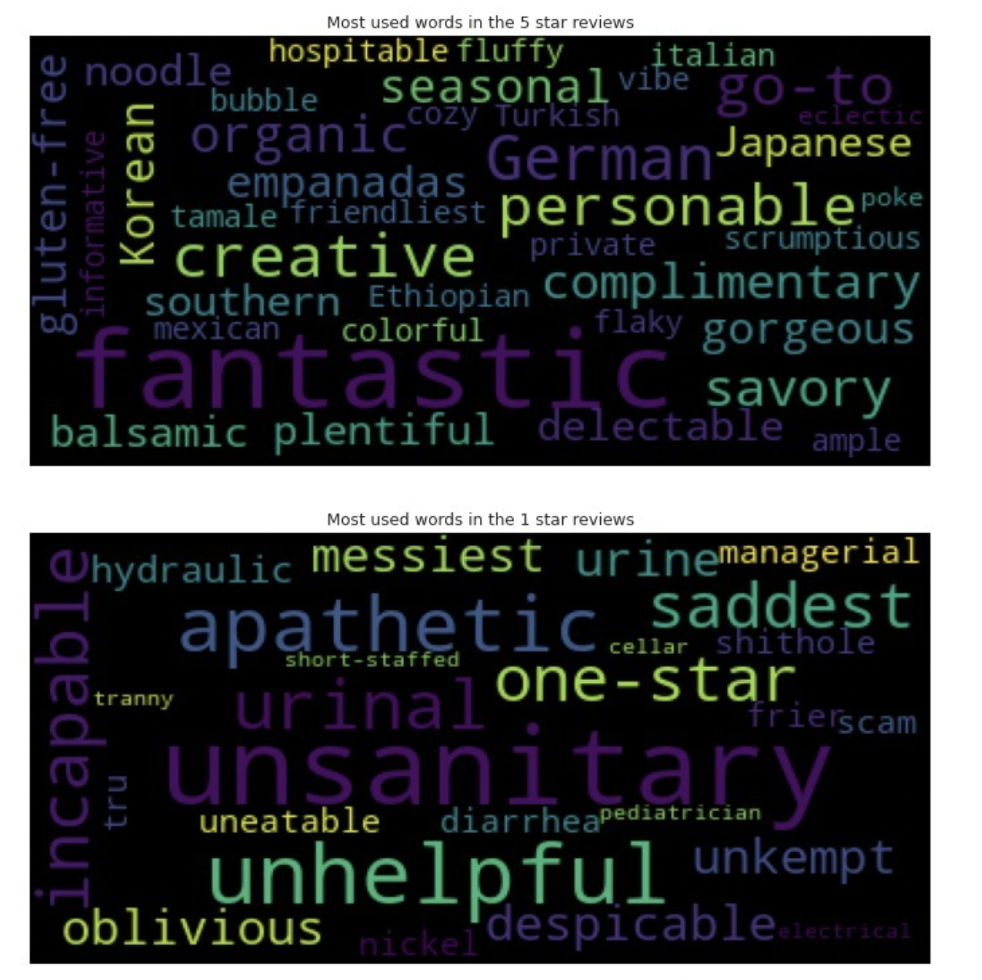 Most used words in the 5 star reviews
hospitable fluffy italian
noodle seasonal vibe go-to
bubble cozy Turkish eclectic
gluten-free informative Korean organic German Japanese
empanadas personable poke
tamale friendliest private scrumptious
creative complimentary
southern Ethiopian
mexican colorful flaky gorgeous
fantastic savory
balsamic plentiful delectable ample
Most used words in the 1 star reviews
incapable hydraulic messiest urine managerial
apathetic saddest
short-staffed cellar shithole
tranny urinal one-star frier scam
tru unsanitary
uneatable diarrhea pediatrician
unhelpful unkempt
oblivious nickel despicable electrical